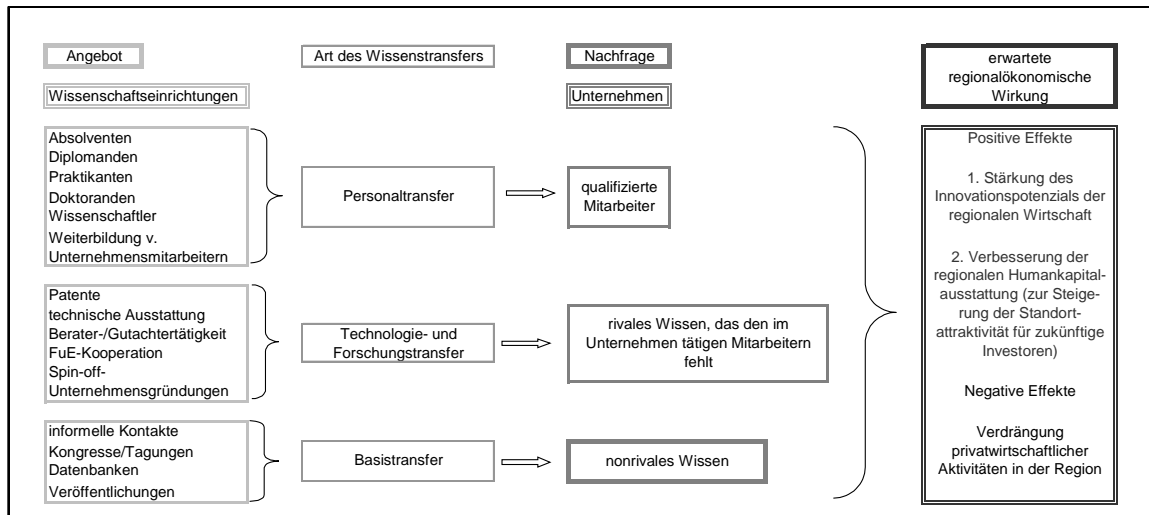 Angebot
Art des Wissenstransfers
Nachfrage
erwartete
regionalökonomische
Wirkung
Wissenschaftseinrichtungen
Unternehmen
Absolventen
Diplomanden
Praktikanten
Doktoranden
Wissenschaftler
Weiterbildung v.
Unternehmensmitarbeitern
Personaltransfer
qualifizierte
Mitarbeiter
Patente
technische Ausstattung
Berater-/Gutachtertätigkeit
FuE-Kooperation
Spin-off-
Unternehmensgründungen
Technologie- und
Forschungstransfer
rivales Wissen, das den im
Unternehmen tätigen Mitarbeitern
fehlt
informelle Kontakte
Kongresse/Tagungen
Datenbanken
Veröffentlichungen
Basistransfer
nonrivales Wissen
Positive Effekte
1. Stärkung des
Innovationspotenzials der
regionalen Wirtschaft
2. Verbesserung der
regionalen Humankapital-
ausstattung (zur Steige-
rung der Standort-
attraktivität für zukünftige
Investoren)
Negative Effekte
Verdrängung
privatwirtschaftlicher
Aktivitäten in der Region